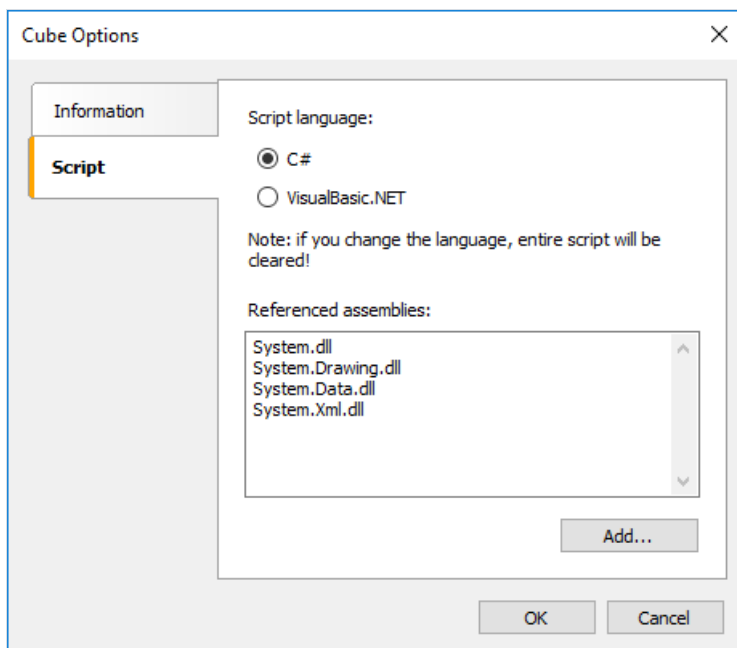 Cube Options
Information
Script
Script language:
C#
VisualBasic.NET
Note: if you change the language, entire script will be
cleared!
Referenced assemblies:
System.dll
System.Drawing.dll
System.Data.dll
System.Xml.dll
Add...
OK
Cancel